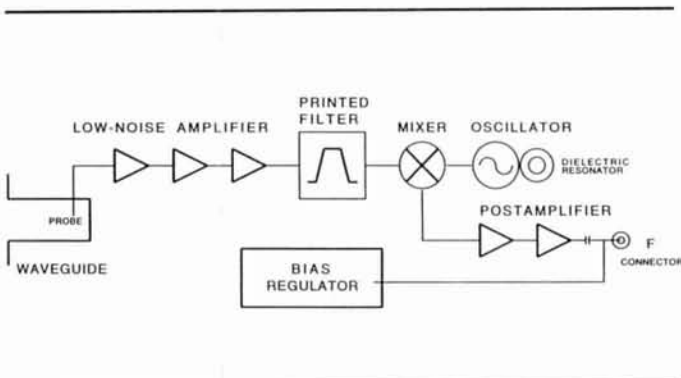 PRINTED
FILTER
LOW-NOISE AMPLIFIER
MIXER
OSCILLATOR
DIELECTRIC
RESONATOR
PROBE
WAVEGUIDE
POSTAMPLIFIER
F
CONNECTOR
BIAS
REGULATOR